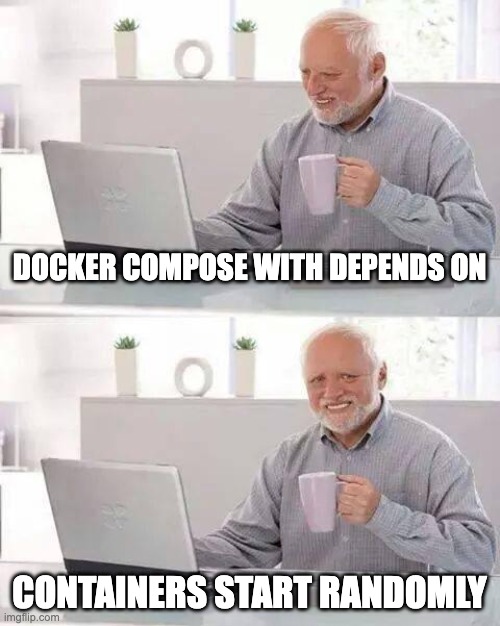 DOCKER COMPOSE WITH DEPENDS ON
CONTAINERS START RANDOMLY
imgflip.com